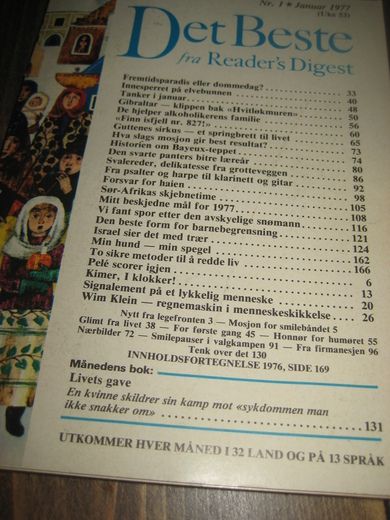 Nr. 1 • Januar 1977
(Uke 53)
Det Beste
fra Reader's Digest
Fremtidsparadis eller dommedag? 33
Innesperret på elvebunnen 40
Tanker i januar 48
Gibraltar — klippen bak «Hvitløkmuren» 50
De hjelper alkoholikerens familie 56
«Finn isfjell nr. 827!» 60
Guttenes sirkus — et springbrett til livet 65
Hva slags mosjon gir best resultat? 73
Historien om Bayeux-teppet 74
Den svarte panters bitre læreår 80
Svalereder, delikatesse fra grotteveggen 86
Fra psalter og harpe til klarinett og gitar 92
Forsvar for haien 98
Sør-Afrikas skjebnetime 105
Mitt beskjedne mål for 1977 108
Vi fant spor etter den avskyelige snømann 116
Den beste form for barnebegrensning 121
Israel sier det med trær 124
Min hund — min spegel 162
To sikre metoder til å redde liv 166
Pelé scorer igjen 6
Kimer, I klokker! 13
Signalement på et lykkelig menneske 20
Wim Klein — regnemaskin i menneskeskikkelse 26
Nytt fra legefronten 3 — Mosjon for smilebåndet 5
Glimt fra livet 38 — For første gang 45 — Honnør for humøret 55
Nærbilder 72 — Smilepauser i valgkampen 91 — Fra firmanesjen 96
Tenk over det 130
INNHOLDSFORTEGNELSE 1976, SIDE 169
Månedens bok:
Livets gave
En kvinne skildrer sin kamp mot «sykdommen man
ikke snakker om» 131
UTKOMMER HVER MÅNED I 32 LAND OG PÅ 13 SPRÅK